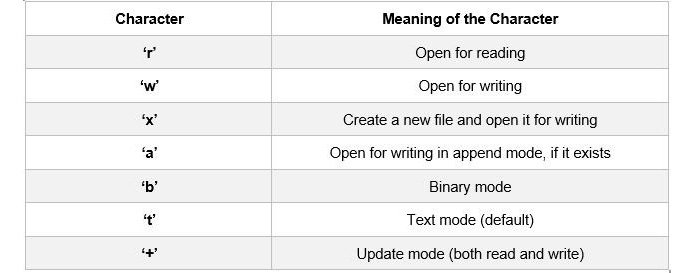 Character Meaning of the Character
‘r’ Open for reading
‘w’ Open for writing
‘x’ Create a new file and open it for writing
‘a’ Open for writing in append mode, if it exists
‘b’ Binary mode
‘t’ Text mode (default)
‘+’ Update mode (both read and write)